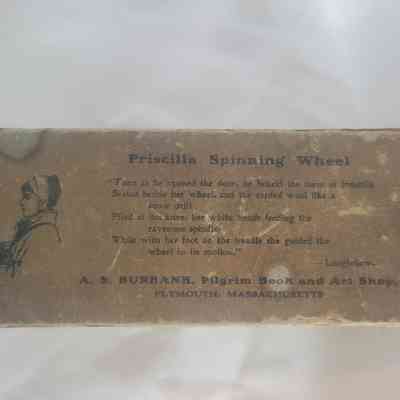 Priscilla Spinning Wheel
"Then as he opened the door, he beheld the form of Priscilla
Seated beside her wheel, and the carded wool like a
snow drift
Piled at her knee, her white hands feeding the
ravenous spindle
While with her foot on the treadle she guided the
wheel in its motion."
Longfellow.
A. S. BURBANK, Pilgrim Book and Art Shop,
PLYMOUTH, MASSACHUSETTS